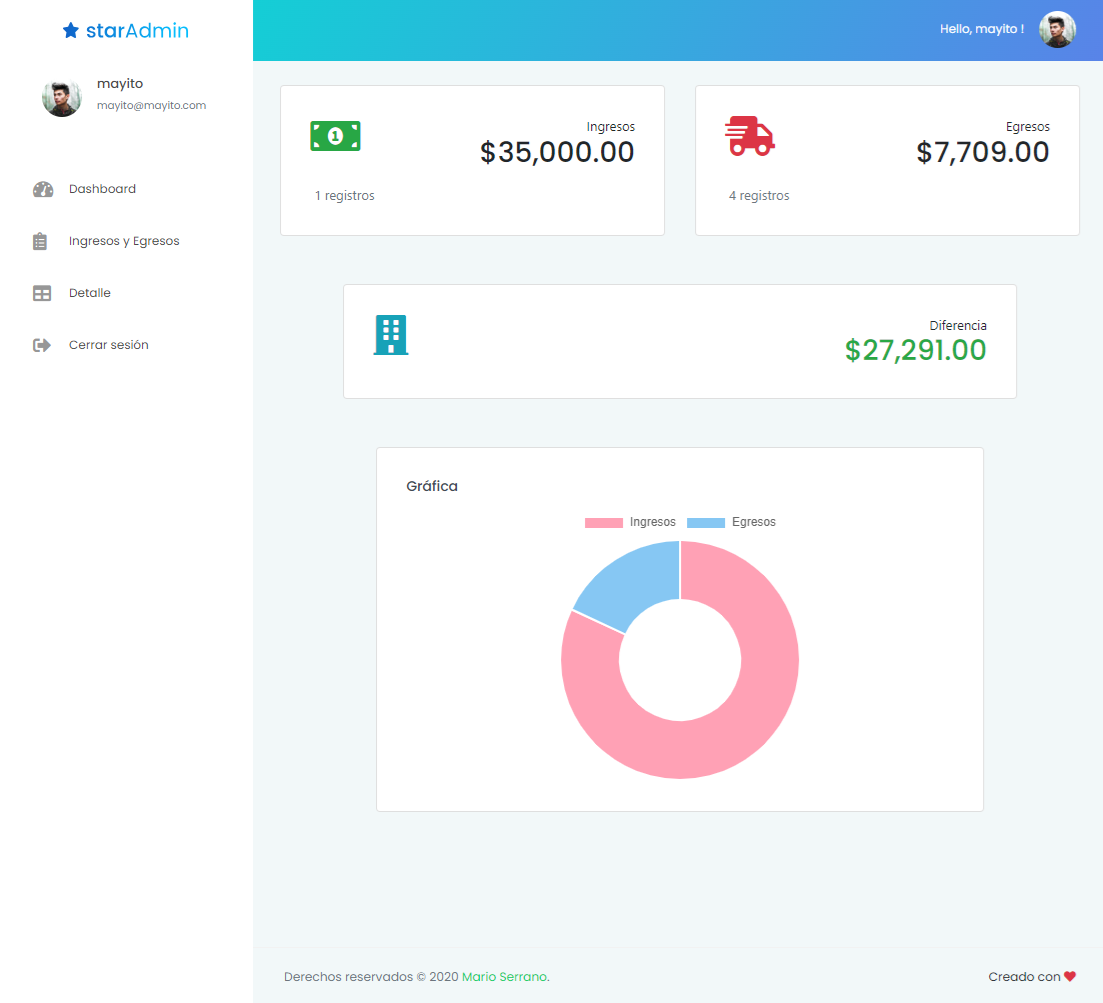 starAdmin
Hello, mayito !
mayito
mayito@mayito.com
Dashboard
Ingresos y Egresos
Detalle
Cerrar sesión
Ingresos
$35,000.00
1 registros
Egresos
$7,709.00
4 registros
Diferencia
$27,291.00
Gráfica
Ingresos Egresos
Derechos reservados © 2020 Mario Serrano.
Creado con